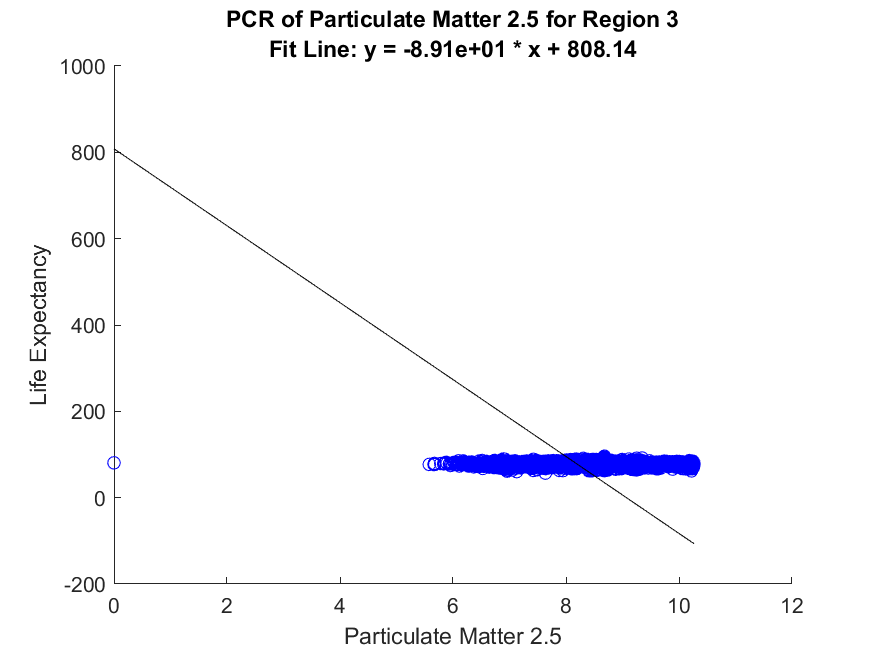 PCR of Particulate Matter 2.5 for Region 3
Fit Line: y = -8.91e+01 * x + 808.14
1000
800
600
400
200
0
-200
Life Expectancy
0 2 4 6 8 10 12
Particulate Matter 2.5